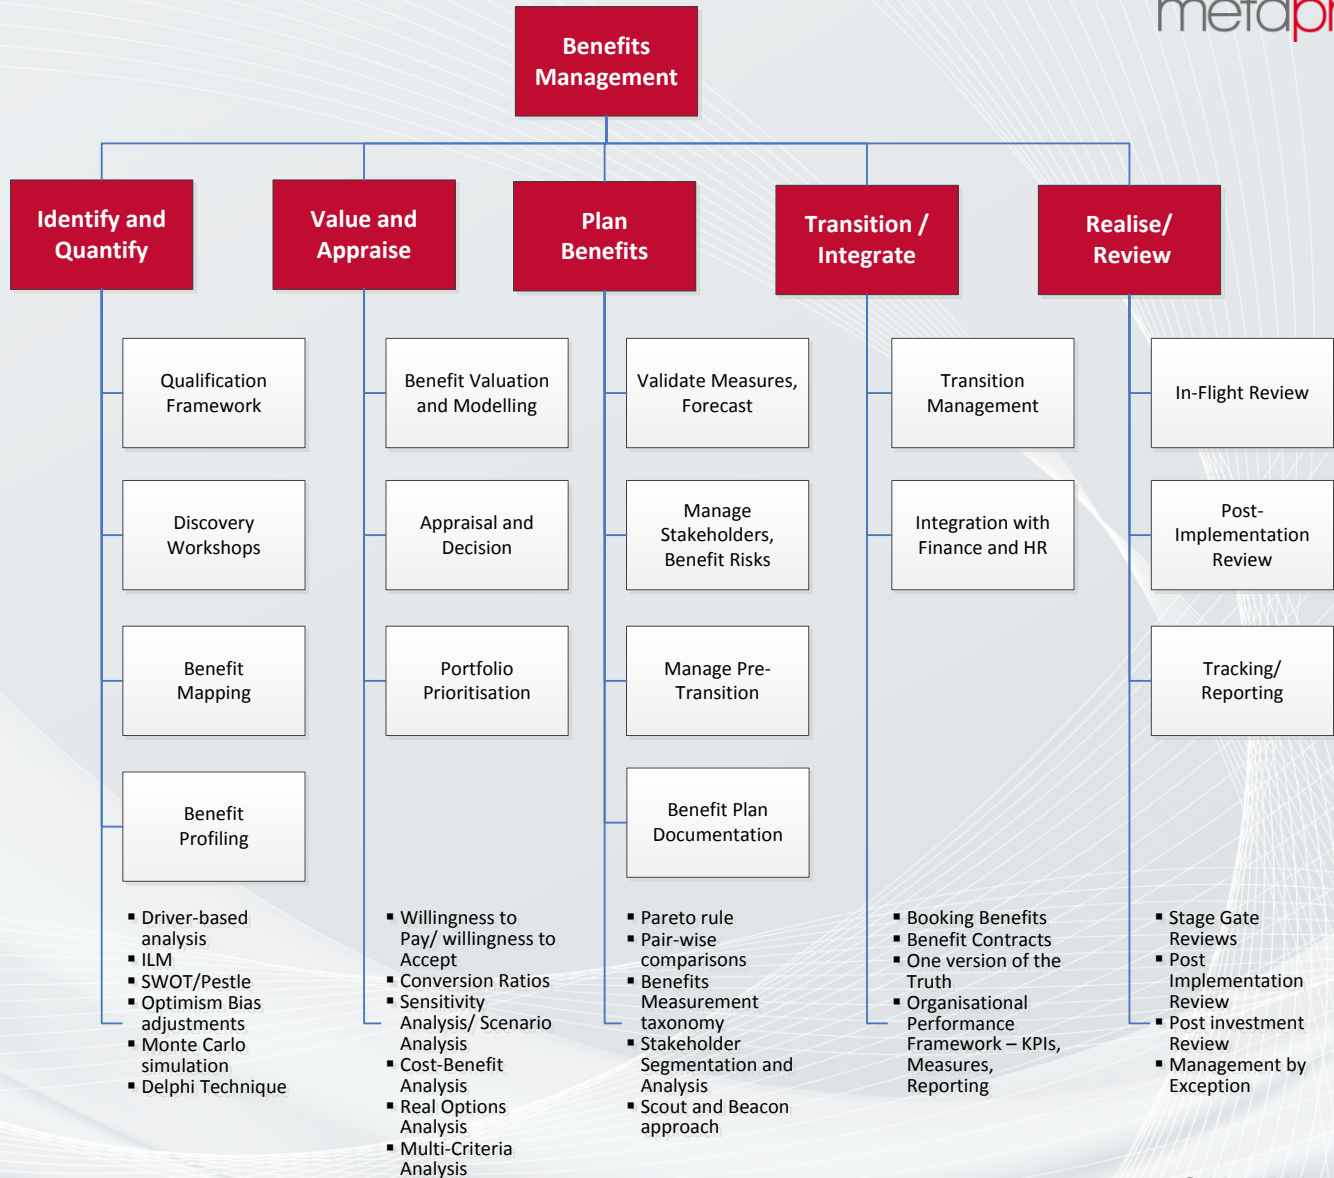 Benefits
Management
Identify and
Quantify
Qualification
Framework
Discovery
Workshops
Benefit
Mapping
Benefit
Profiling
▪ Driver-based
analysis
▪ ILM
▪ SWOT/Pestle
▪ Optimism Bias
adjustments
▪ Monte Carlo
simulation
▪ Delphi Technique
Value and
Appraise
Benefit Valuation
and Modelling
Appraisal and
Decision
Portfolio
Prioritisation
▪ Willingness to
Pay/ willingness to
Accept
▪ Conversion Ratios
▪ Sensitivity
Analysis/ Scenario
Analysis
▪ Cost-Benefit
Analysis
▪ Real Options
Analysis
▪ Multi-Criteria
Analysis
Plan
Benefits
Validate Measures,
Forecast
Manage
Stakeholders,
Benefit Risks
Manage Pre-
Transition
Benefit Plan
Documentation
▪ Pareto rule
▪ Pair-wise
comparisons
▪ Benefits
Measurement
taxonomy
▪ Stakeholder
Segmentation and
Analysis
▪ Scout and Beacon
approach
Transition /
Integrate
Transition
Management
Integration with
Finance and HR
▪ Booking Benefits
▪ Benefit Contracts
▪ One version of the
Truth
▪ Organisational
Performance
Framework – KPIs,
Measures,
Reporting
Realise/
Review
In-Flight Review
Post-
Implementation
Review
Tracking/
Reporting
▪ Stage Gate
Reviews
▪ Post
Implementation
Review
▪ Post investment
Review
▪ Management by
Exception